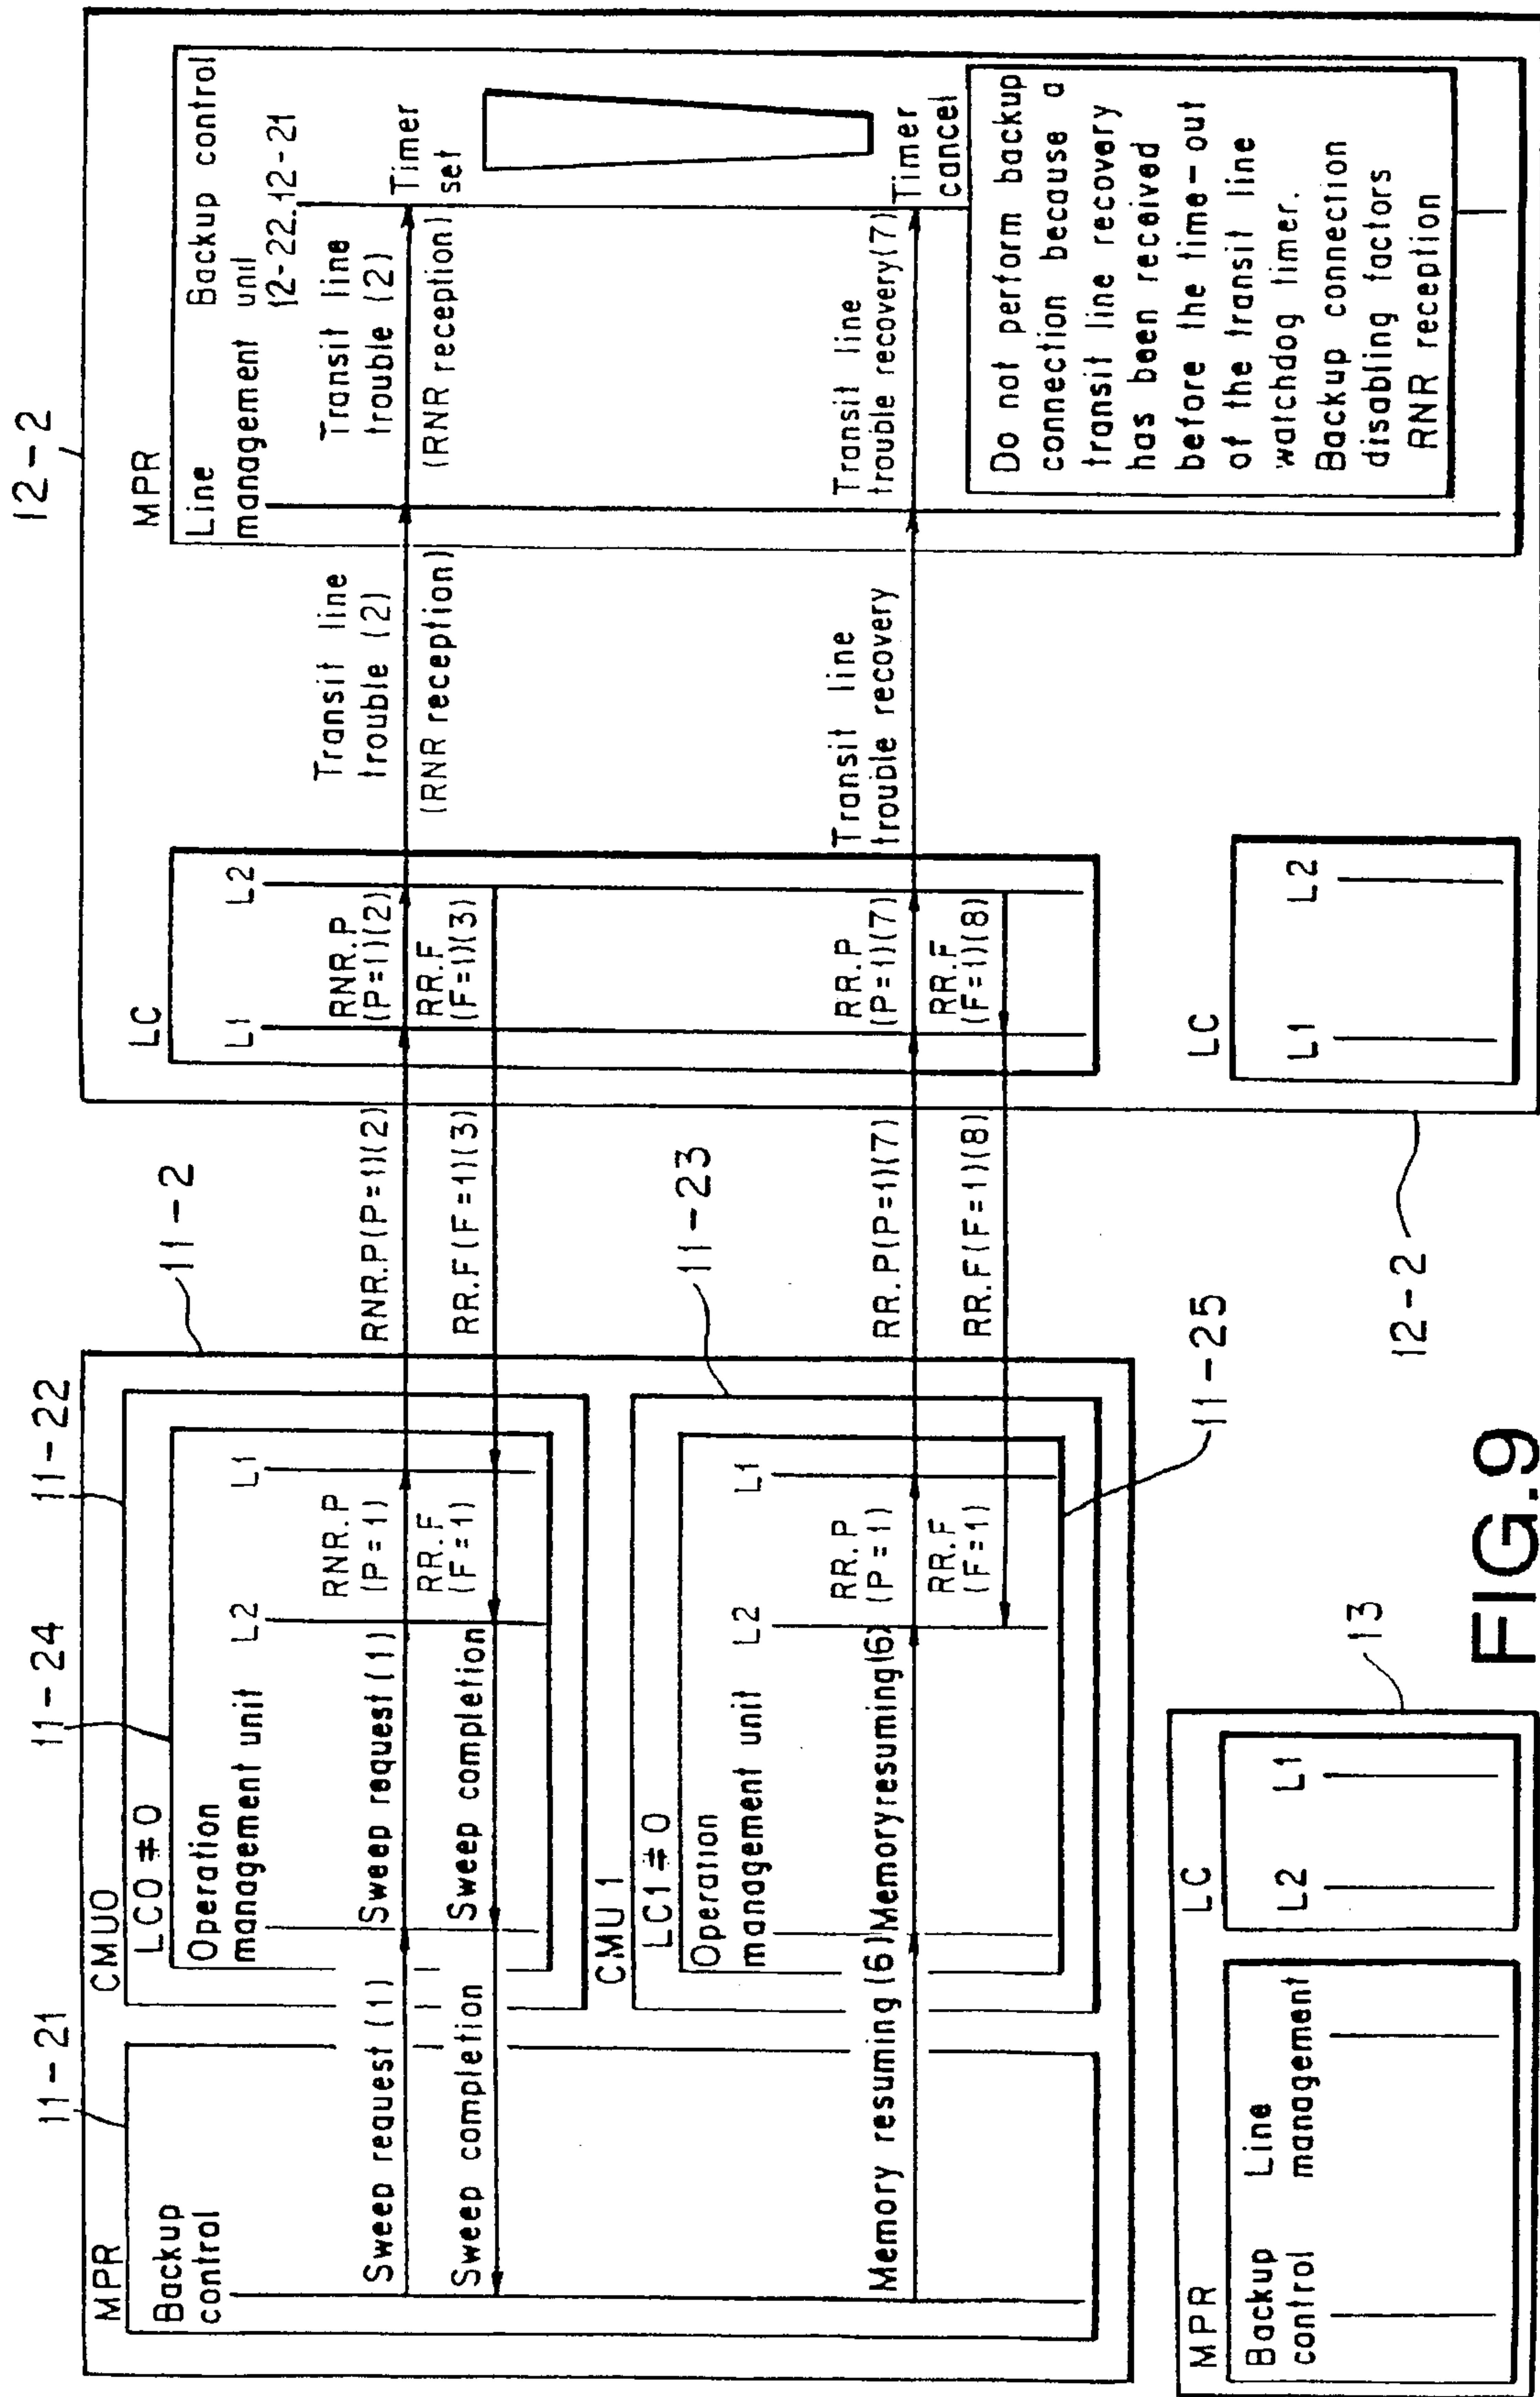 12-2
MPR
Line
management unit
12-22
Backup control
12-21
Transit line
trouble (2)
(RNR reception)
Timer
set
Transit line
trouble recovery(7)
Timer
cancel
Do not perform backup
connection because a
transit line recovery
has been received
before the time-out
of the transit line
watchdog timer.
Backup connection
disabling factors
RNR reception
Transit line
trouble (2)
(RNR reception)
Transit line
trouble recovery
LC
L1
L2
RNR.P
(P=1)(2)
RR.F
(F=1)(3)
RR.P
(P=1)(7)
RR.F
(F=1)(8)
LC
L1
L2
12-2
RNR.P(P=1)(2)
RR.F(F=1)(3)
RR.P(P=1)(7)
RR.F(F=1)(8)
11-2
11-23
11-25
11-22
11-24
11-21
CMU0
LC0#0
Operation
management unit
L2
L1
Sweep request(1)
RNR.P
(P=1)
Sweep completion
RR.F
(F=1)
CMU1
LC1#0
Operation
management unit
L2
L1
Memoryresuming(6)
RR.P
(P=1)
RR.F
(F=1)
MPR
Backup
control
Sweep request (1)
Sweep completion
Memory resuming (6)
MPR
Backup
control
Line
management
LC
L2
L1
13
FIG.9